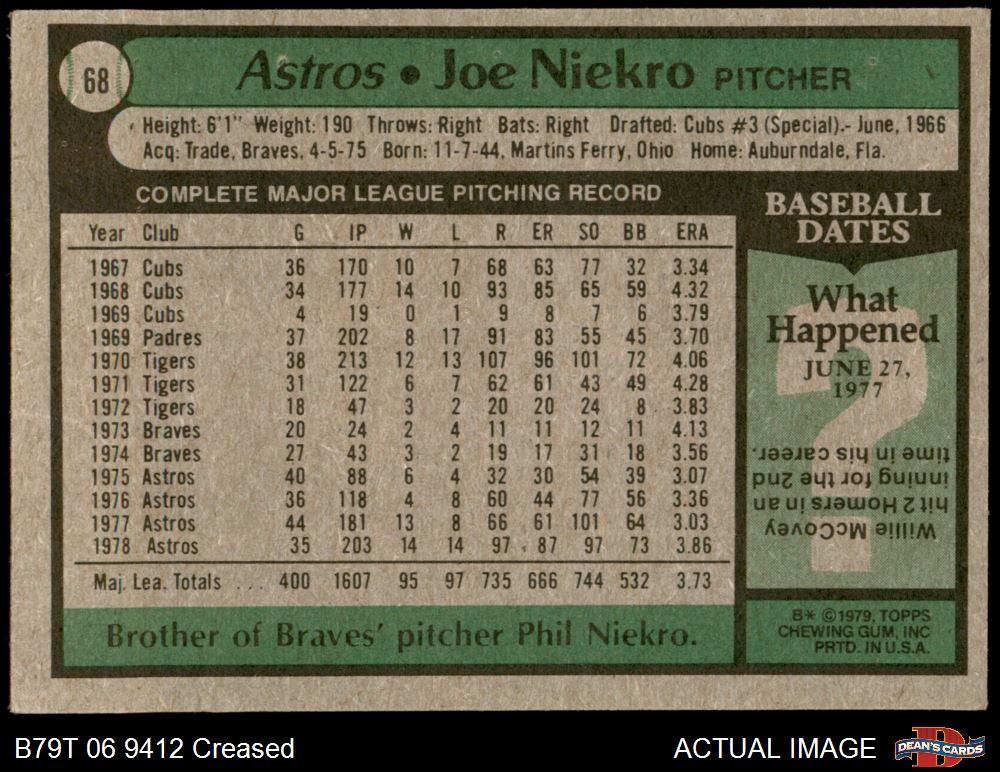 68
Astros • Joe Niekro PITCHER
Height: 6'1" Weight: 190 Throws: Right Bats: Right Drafted: Cubs #3 (Special).- June, 1966
Acq: Trade, Braves, 4-5-75 Born: 11-7-44, Martins Ferry, Ohio Home: Auburndale, Fla.
COMPLETE MAJOR LEAGUE PITCHING RECORD
Year Club G IP W L R ER SO BB ERA
1967 Cubs 36 170 10 7 68 63 77 32 3.34
1968 Cubs 34 177 14 10 93 85 65 59 4.32
1969 Cubs 4 19 0 1 9 8 7 6 3.79
1969 Padres 37 202 8 17 91 83 55 45 3.70
1970 Tigers 38 213 12 13 107 96 101 72 4.06
1971 Tigers 31 122 6 7 62 61 43 49 4.28
1972 Tigers 18 47 3 2 20 20 24 8 3.83
1973 Braves 20 24 2 4 11 11 12 11 4.13
1974 Braves 27 43 3 2 19 17 31 18 3.56
1975 Astros 40 88 6 4 32 30 54 39 3.07
1976 Astros 36 118 4 8 60 44 77 56 3.36
1977 Astros 44 181 13 8 66 61 101 64 3.03
1978 Astros 35 203 14 14 97 87 97 73 3.86
Maj. Lea. Totals . . . 400 1607 95 97 735 666 744 532 3.73
Brother of Braves' pitcher Phil Niekro.
BASEBALL
DATES
What
Happened
JUNE 27,
1977
Willie McCovey
hit 2 Homers in an
inning for the 2nd
time in his career.
B* ©1979, TOPPS
CHEWING GUM, INC
PRTD. IN U.S.A.
B79T 06 9412 Creased
ACTUAL IMAGE
DEAN'S CARDS